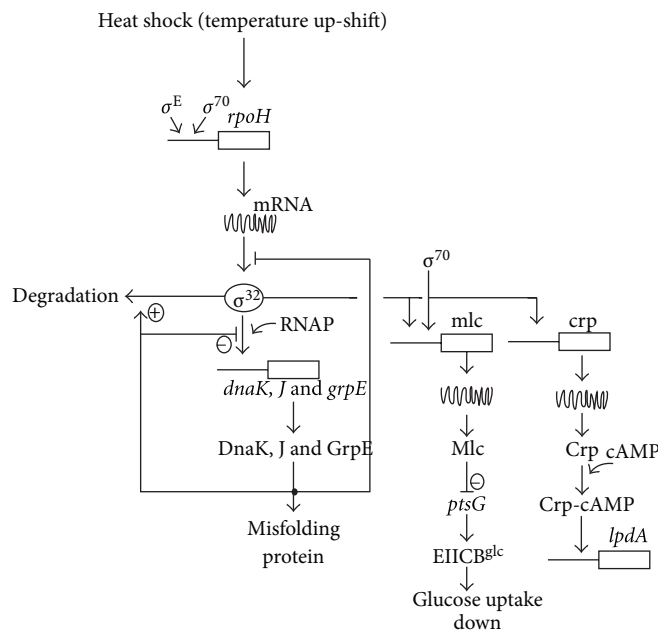 Heat shock (temperature up-shift)
σE σ70
rpoH
mRNA
σ70
Degradation
σ32
+
RNAP
−
mlc
crp
dnaK, J and grpE
DnaK, J and GrpE
Mlc
Crp cAMP
−
ptsG
Crp-cAMP
Misfolding
protein
EIICBglc
lpdA
Glucose uptake
down